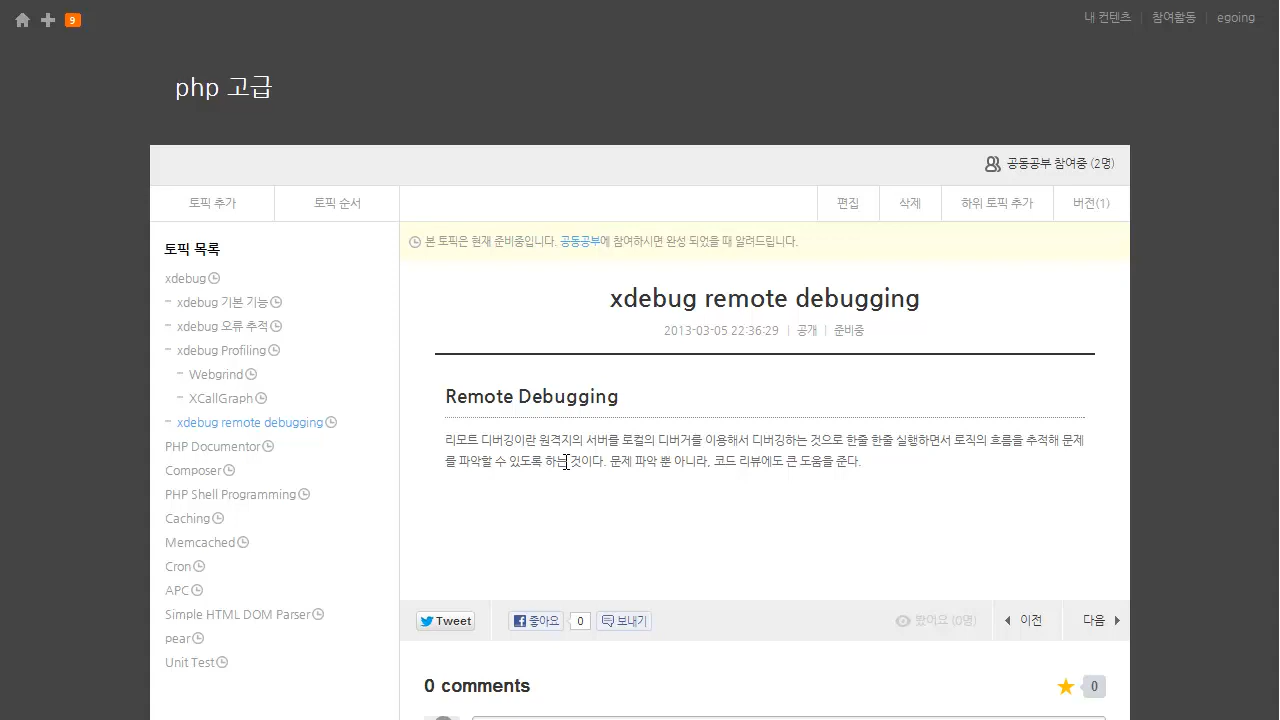 9
내 컨텐츠
참여활동
egoing
php 고급
공동공부 참여중 (2명)
토픽 추가
토픽 순서
편집
삭제
하위 토픽 추가
버전(1)
토픽 목록
xdebug
xdebug 기본 기능
xdebug 오류 추적
xdebug Profiling
Webgrind
XCallGraph
xdebug remote debugging
PHP Documentor
Composer
PHP Shell Programming
Caching
Memcached
Cron
APC
Simple HTML DOM Parser
pear
Unit Test
본 토픽은 현재 준비중입니다. 공동공부에 참여하시면 완성 되었을 때 알려드립니다.
xdebug remote debugging
2013-03-05 22:36:29 | 공개 | 준비중
Remote Debugging
리모트 디버깅이란 원격지의 서버를 로컬의 디버거를 이용해서 디버깅하는 것으로 한줄 한줄 실행하면서 로직의 흐름을 추적해 문제
를 파악할 수 있도록 하는 것이다. 문제 파악 뿐 아니라, 코드 리뷰에도 큰 도움을 준다.
Tweet
좋아요
0
보내기
봤어요 (0명)
이전
다음
0 comments
0